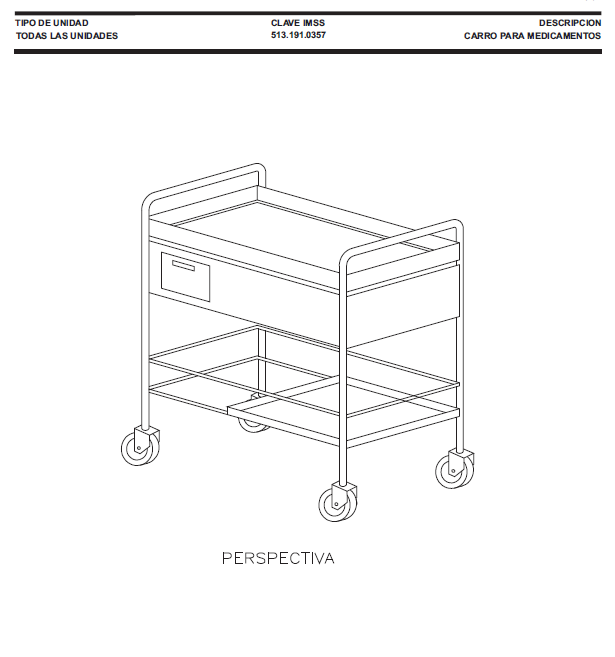 TIPO DE UNIDAD CLAVE IMSS DESCRIPCION
TODAS LAS UNIDADES 513.191.0357 CARRO PARA MEDICAMENTOS
PERSPECTIVA